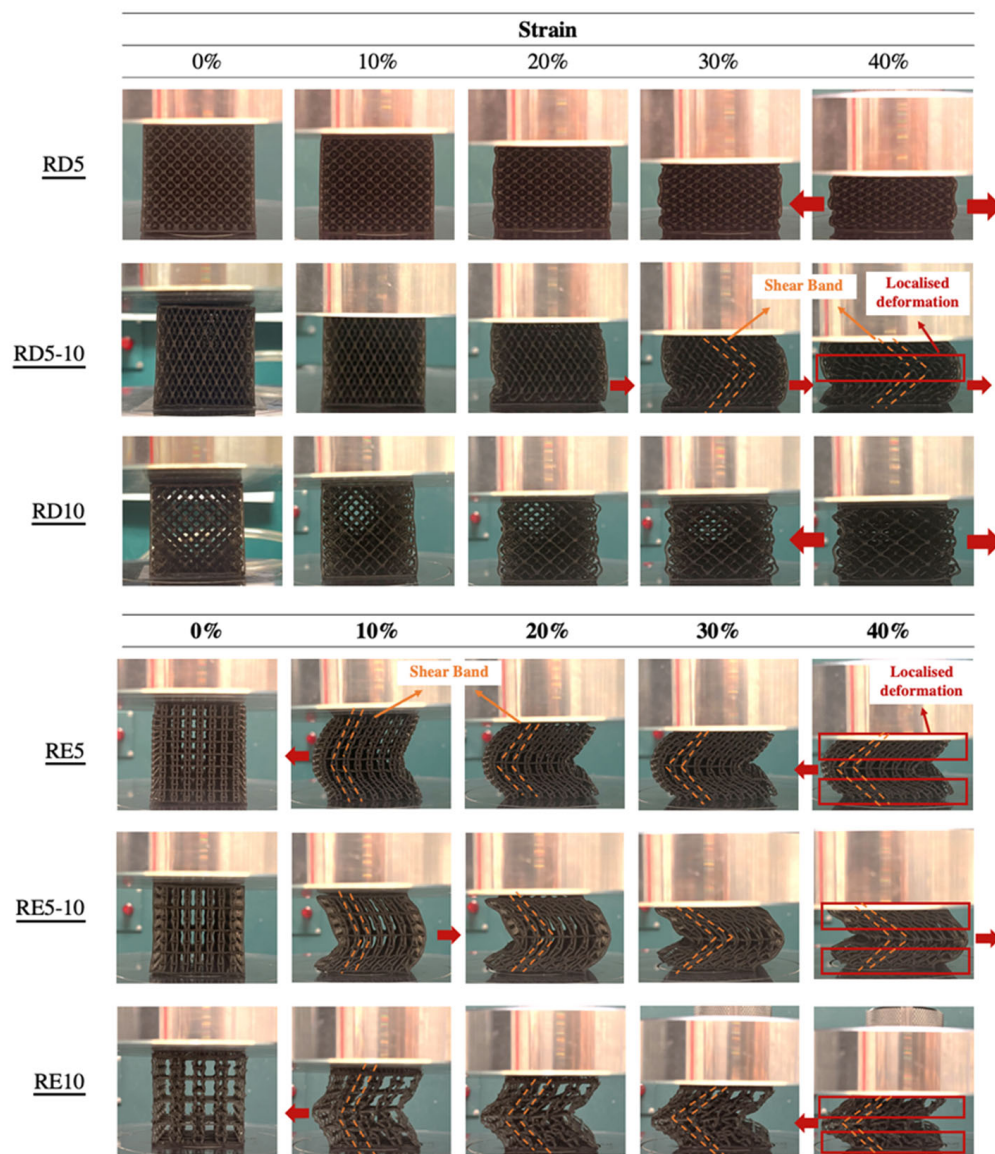 Strain
0% 10% 20% 30% 40%
RD5
Shear Band
Localised
deformation
RD5-10
RD10
0% 10% 20% 30% 40%
Shear Band
Localised
deformation
RE5
RE5-10
RE10